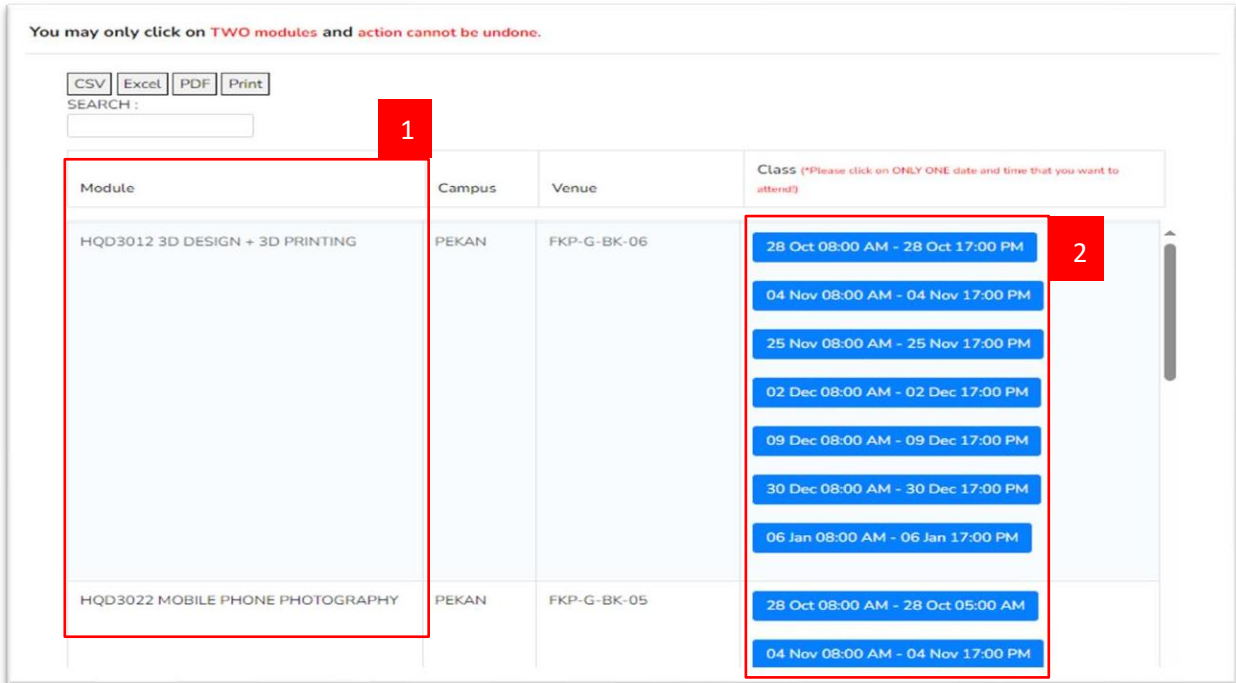 You may only click on TWO modules and action cannot be undone.
CSV Excel PDF Print
SEARCH :
1
Module Campus Venue Class (*Please click on ONLY ONE date and time that you want to
attend!)
HQD3012 3D DESIGN + 3D PRINTING PEKAN FKP-G-BK-06 28 Oct 08:00 AM - 28 Oct 17:00 PM
2
04 Nov 08:00 AM - 04 Nov 17:00 PM
25 Nov 08:00 AM - 25 Nov 17:00 PM
02 Dec 08:00 AM - 02 Dec 17:00 PM
09 Dec 08:00 AM - 09 Dec 17:00 PM
30 Dec 08:00 AM - 30 Dec 17:00 PM
06 Jan 08:00 AM - 06 Jan 17:00 PM
HQD3022 MOBILE PHONE PHOTOGRAPHY PEKAN FKP-G-BK-05 28 Oct 08:00 AM - 28 Oct 05:00 AM
04 Nov 08:00 AM - 04 Nov 17:00 PM